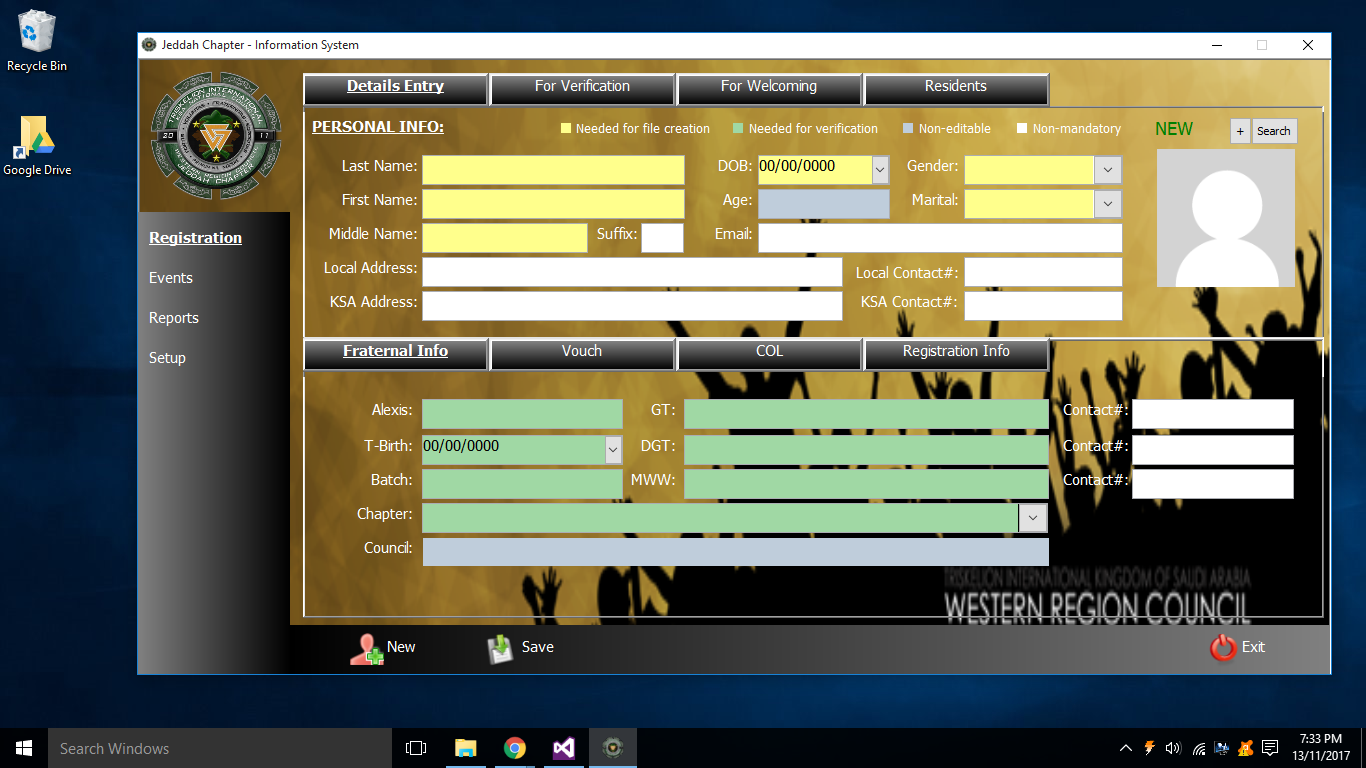 Recycle Bin
Google Drive
Jeddah Chapter - Information System
TRISKELION INTERNATIONAL
20 11
JEDDAH CHAPTER
Details Entry For Verification For Welcoming Residents
PERSONAL INFO: Needed for file creation Needed for verification Non-editable Non-mandatory NEW + Search
Last Name: DOB: 00/00/0000 Gender:
First Name: Age: Marital:
Middle Name: Suffix: Email:
Local Address: Local Contact#:
KSA Address: KSA Contact#:
Registration
Events
Reports
Setup
Fraternal Info Vouch COL Registration Info
Alexis: GT: Contact#:
T-Birth: 00/00/0000 DGT: Contact#:
Batch: MWW: Contact#:
Chapter:
Council:
TRISKELION INTERNATIONAL KINGDOM OF SAUDI ARABIA
WESTERN REGION COUNCIL
New Save Exit
Search Windows
7:33 PM
13/11/2017